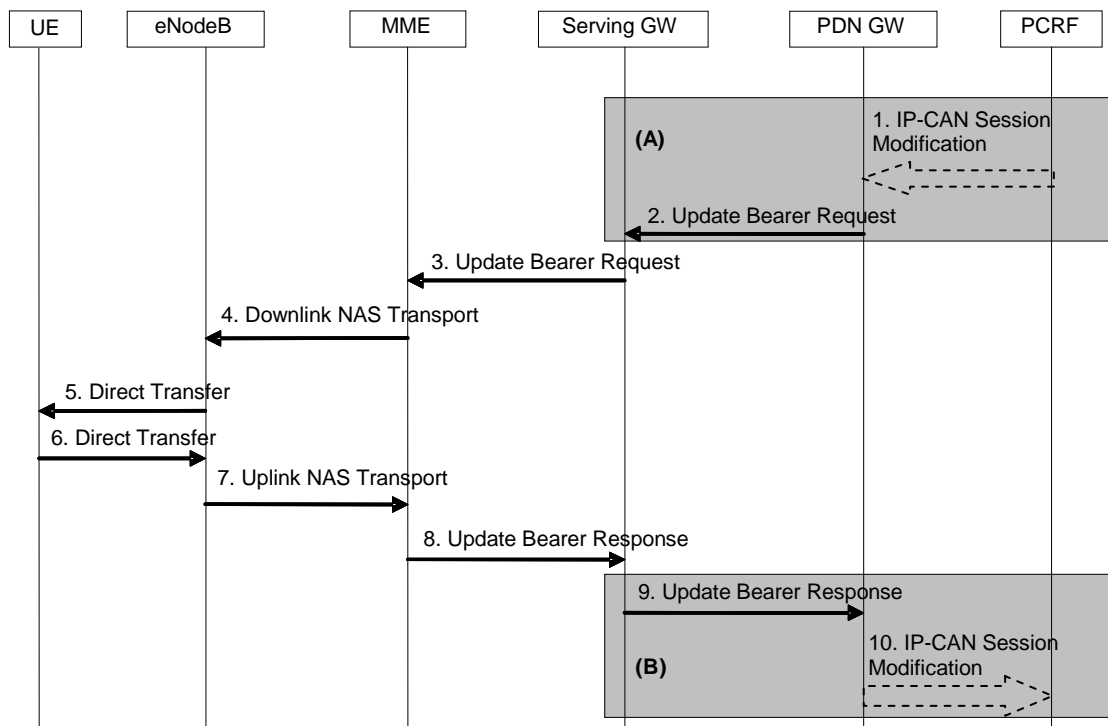 UE
eNodeB
MME
Serving GW
PDN GW
PCRF
(A)
1. IP-CAN Session
Modification
2. Update Bearer Request
3. Update Bearer Request
4. Downlink NAS Transport
5. Direct Transfer
6. Direct Transfer
7. Uplink NAS Transport
8. Update Bearer Response
9. Update Bearer Response
(B)
10. IP-CAN Session
Modification